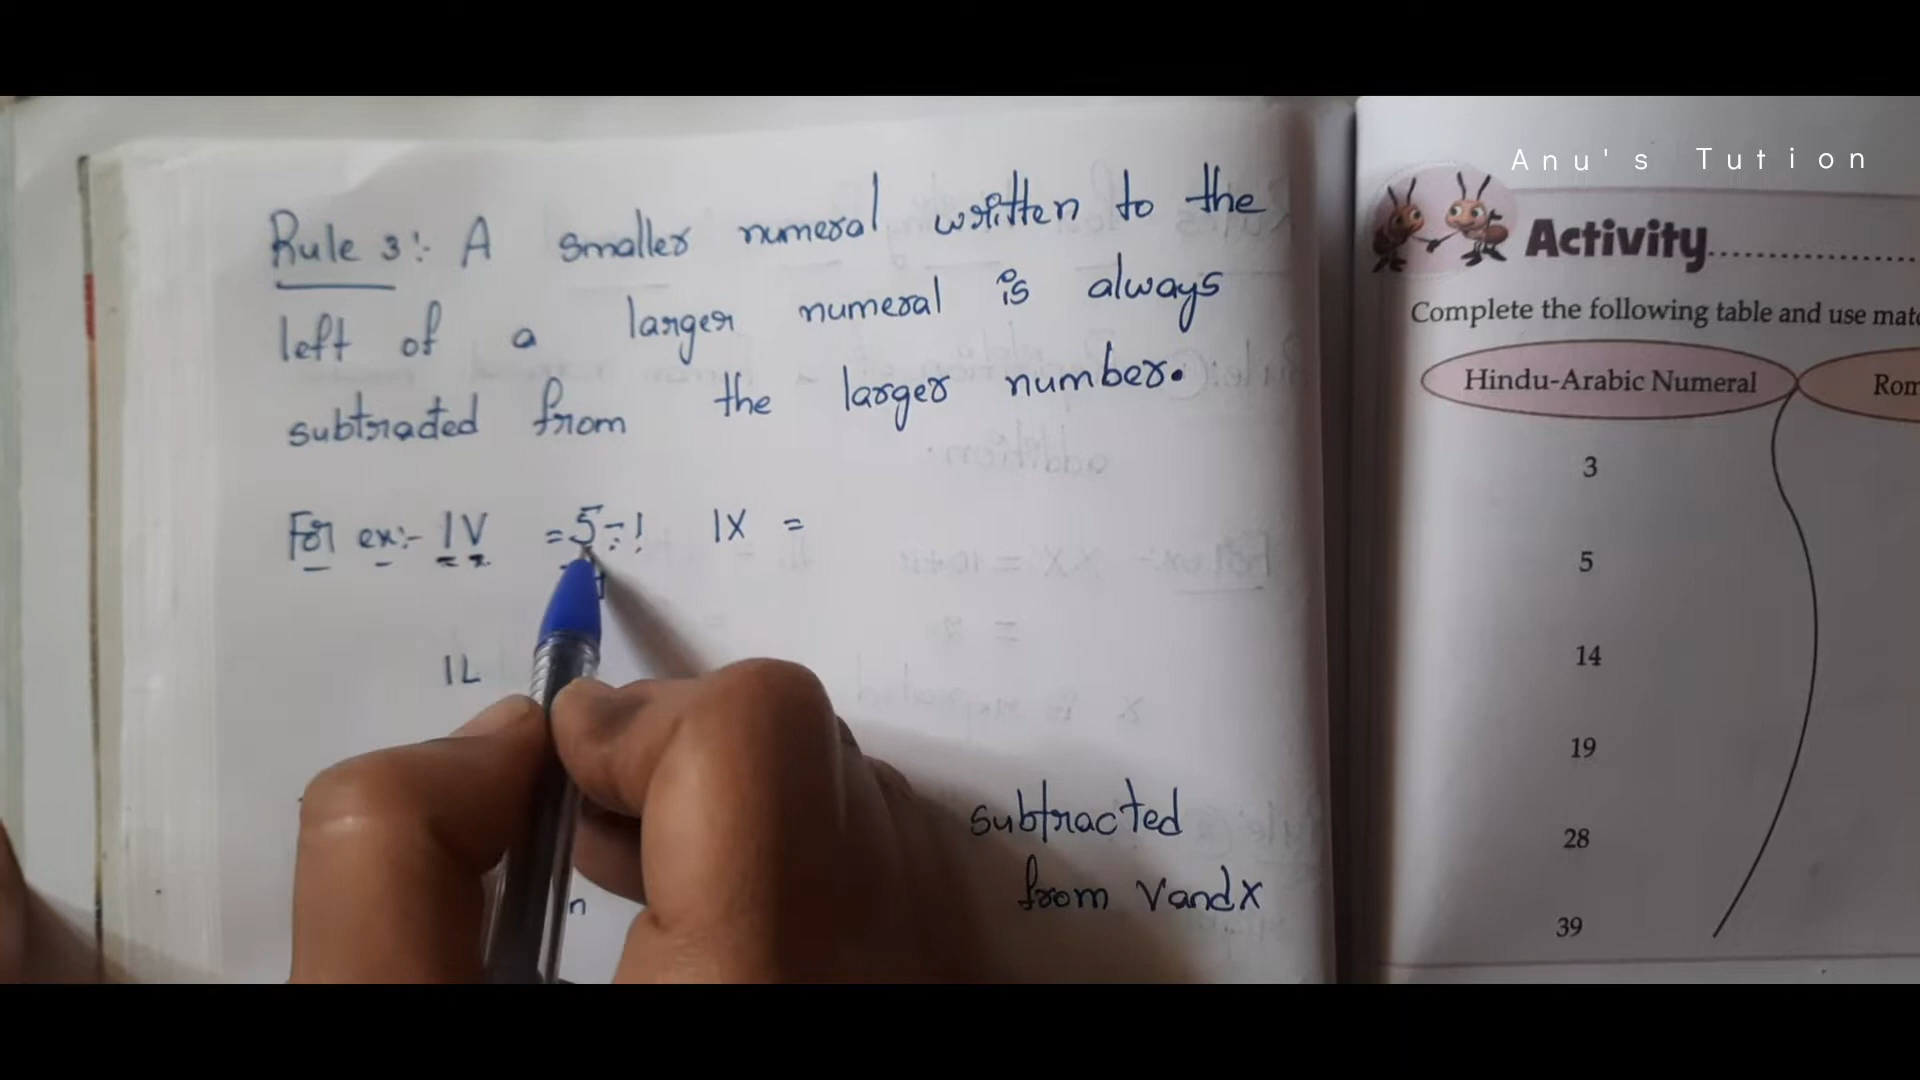 Anu's Tution
Rule 3:- A smaller numeral written to the
left of a larger numeral is always
subtracted from the larger number.
For ex:- IV = 5-1 IX =
IL
subtracted
from V and X
n
Activity
Complete the following table and use mat
Hindu-Arabic Numeral Rom
3
5
14
19
28
39